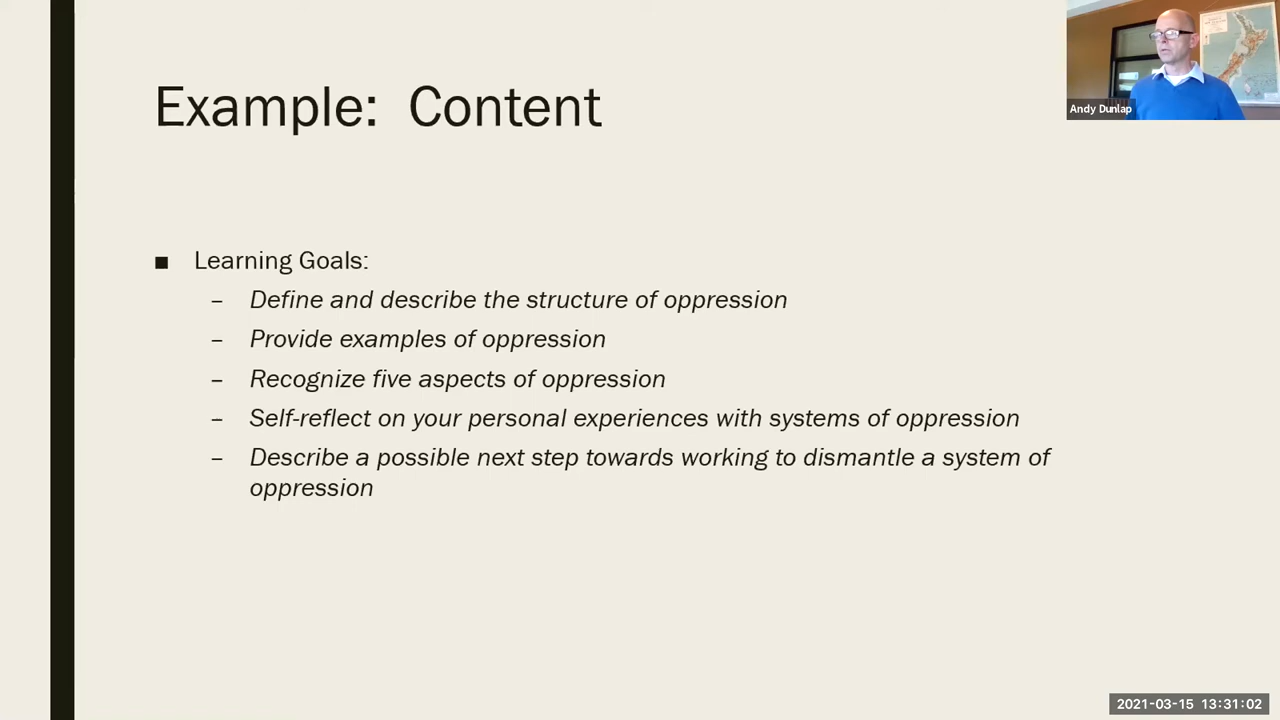 Example: Content
Andy Dunlap
■ Learning Goals:
– Define and describe the structure of oppression
– Provide examples of oppression
– Recognize five aspects of oppression
– Self-reflect on your personal experiences with systems of oppression
– Describe a possible next step towards working to dismantle a system of
oppression
2021-03-15 13:31:02